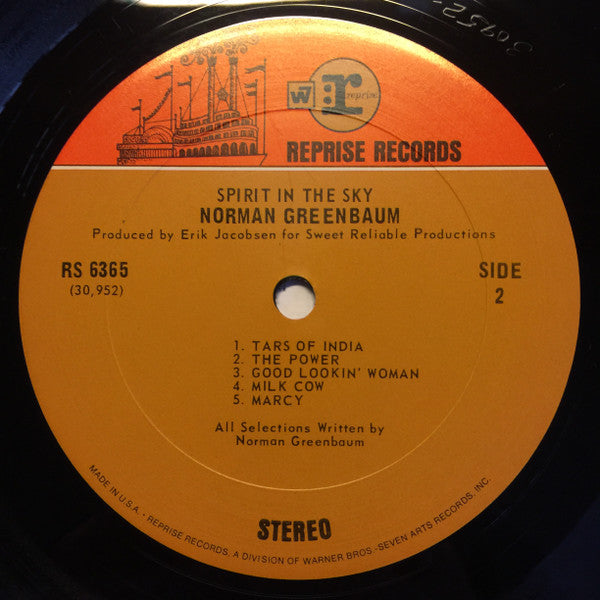 30952
W7 r reprise
REPRISE RECORDS
SPIRIT IN THE SKY
NORMAN GREENBAUM
Produced by Erik Jacobsen for Sweet Reliable Productions
RS 6365
(30,952)
SIDE
2
1. TARS OF INDIA
2. THE POWER
3. GOOD LOOKIN' WOMAN
4. MILK COW
5. MARCY
All Selections Written by
Norman Greenbaum
STEREO
MADE IN U.S.A. • REPRISE RECORDS, A DIVISION OF WARNER BROS.-SEVEN ARTS RECORDS, INC.